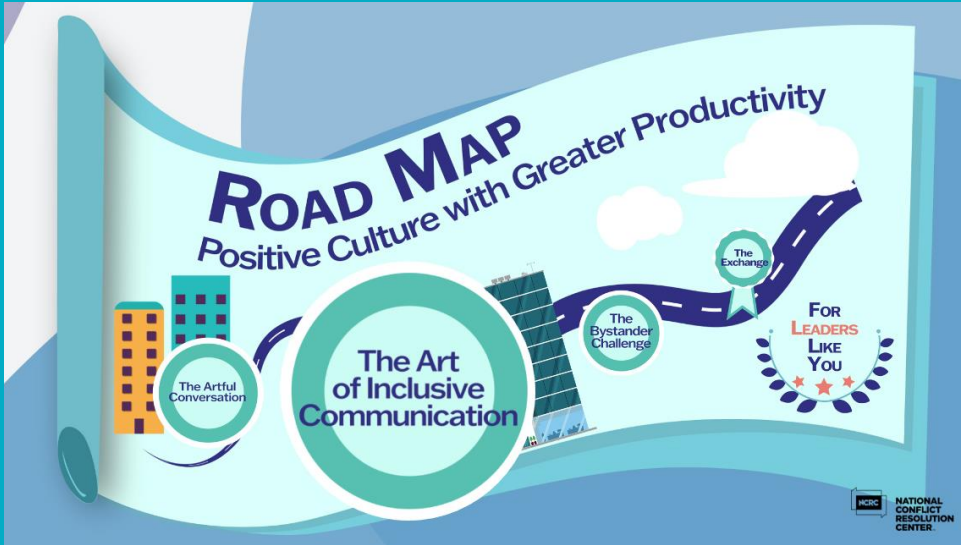 ROAD MAP
Positive Culture with Greater Productivity
The Artful
Conversation
The Art
of Inclusive
Communication
The
Bystander
Challenge
The
Exchange
FOR
LEADERS
LIKE
YOU
NCRC
NATIONAL
CONFLICT
RESOLUTION
CENTER